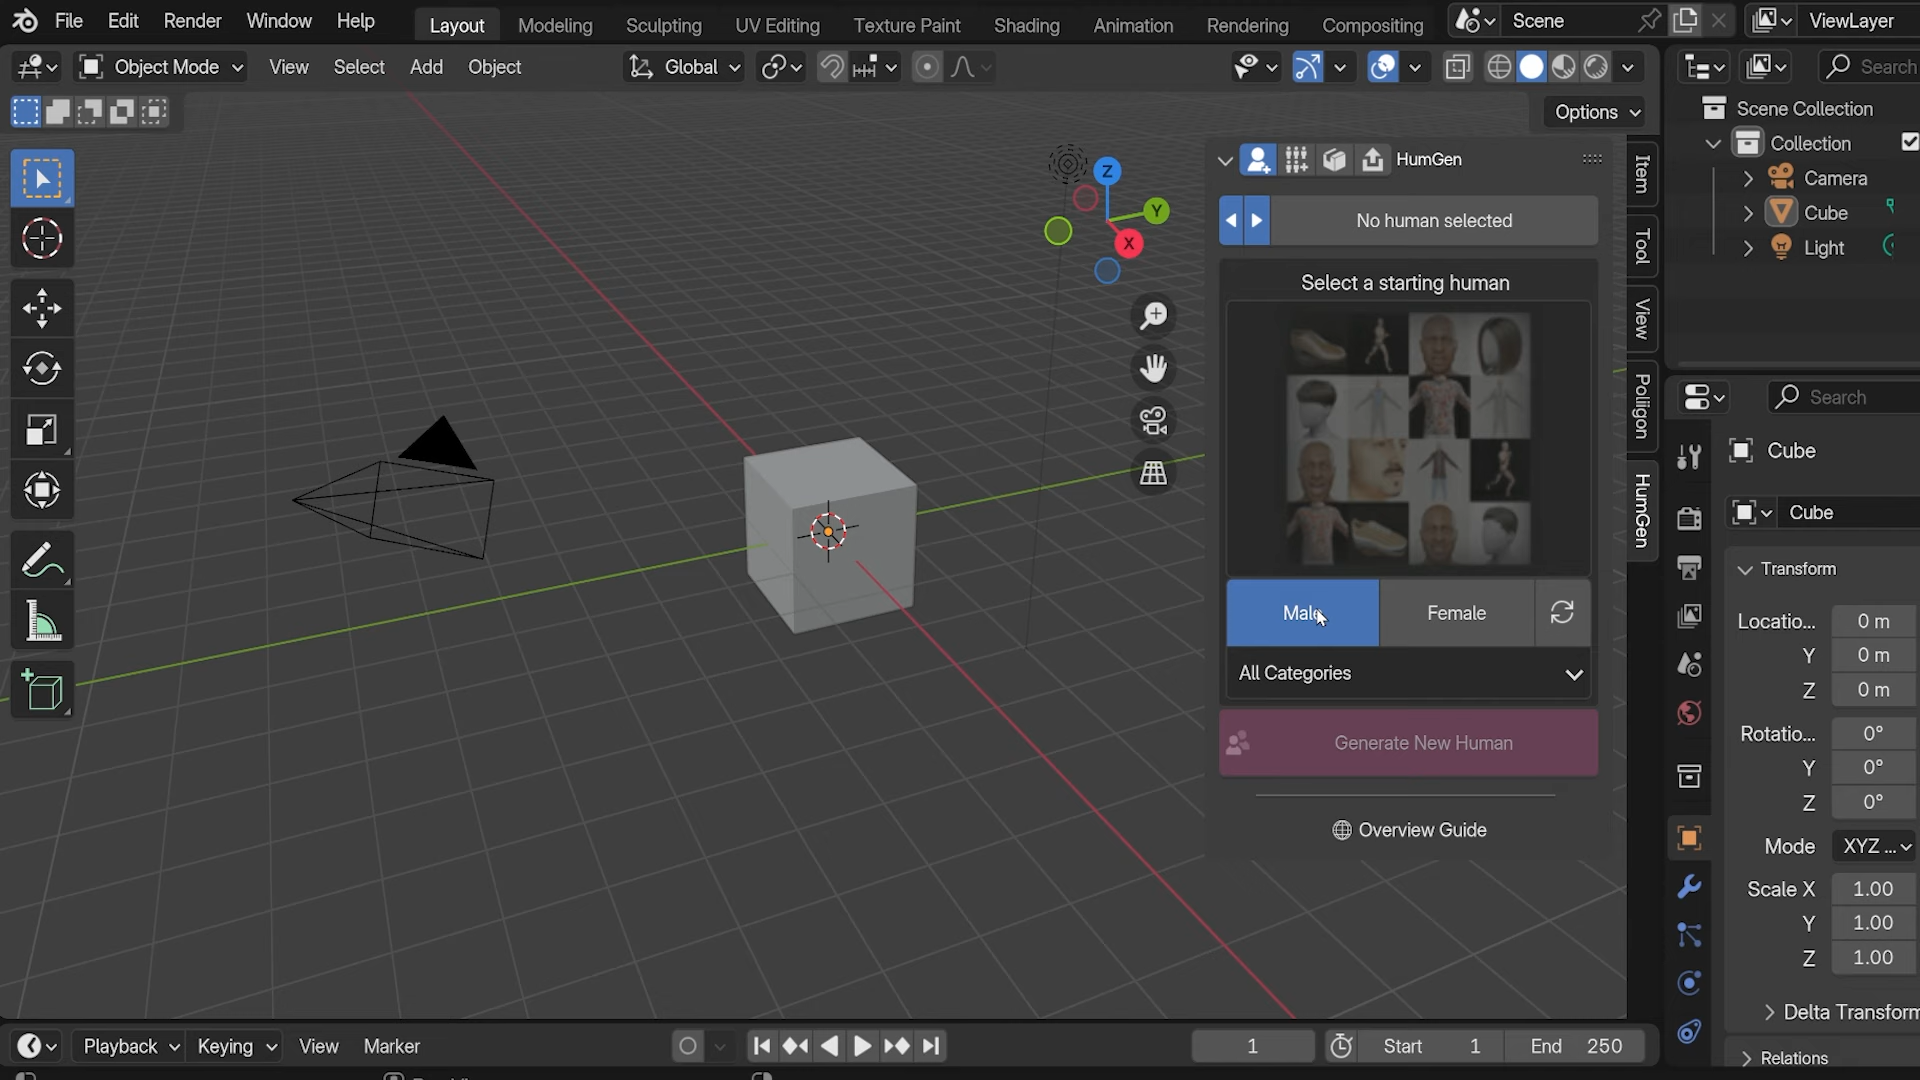 File Edit Render Window Help Layout Modeling Sculpting UV Editing Texture Paint Shading Animation Rendering Compositing Scene ViewLayer
Object Mode View Select Add Object Global Search
Options
Scene Collection
Collection
Camera
Cube
Light
HumGen
No human selected
Select a starting human
Male Female
All Categories
Generate New Human
Overview Guide
Z
Y
X
Item
Tool
View
Poliigon
HumGen
Search
Cube
Cube
Transform
Locatio... 0 m
Y 0 m
Z 0 m
Rotatio... 0°
Y 0°
Z 0°
Mode XYZ ...
Scale X 1.00
Y 1.00
Z 1.00
Delta Transform
Relations
Playback Keying View Marker 1 Start 1 End 250